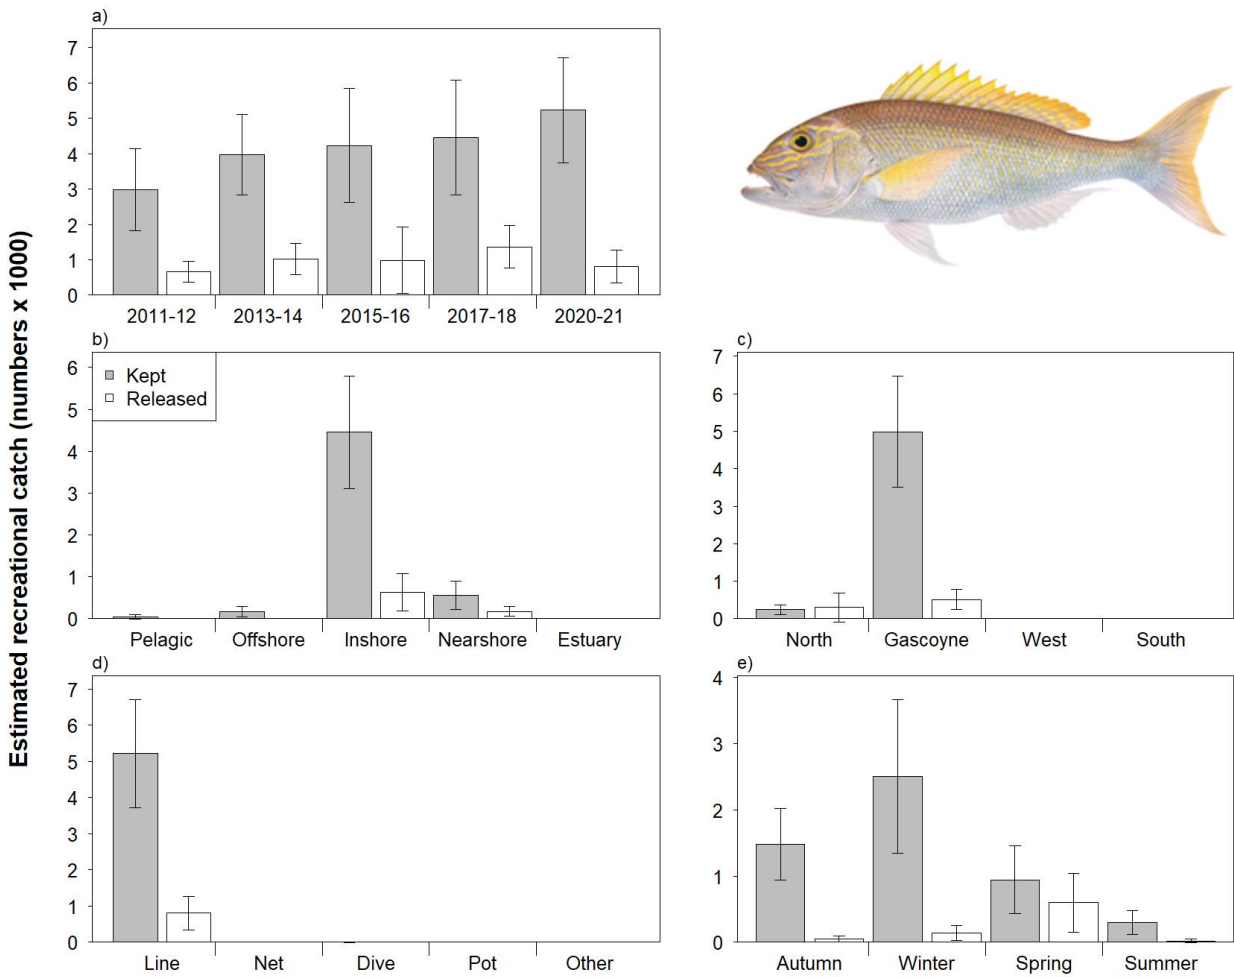 Estimated recreational catch (numbers x 1000)
a)
7
6
5
4
3
2
1
0
2011-12 2013-14 2015-16 2017-18 2020-21
b)
6
5
4
3
2
1
0
Kept
Released
Pelagic Offshore Inshore Nearshore Estuary
c)
7
6
5
4
3
2
1
0
North Gascoyne West South
d)
7
6
5
4
3
2
1
0
Line Net Dive Pot Other
e)
4
3
2
1
0
Autumn Winter Spring Summer